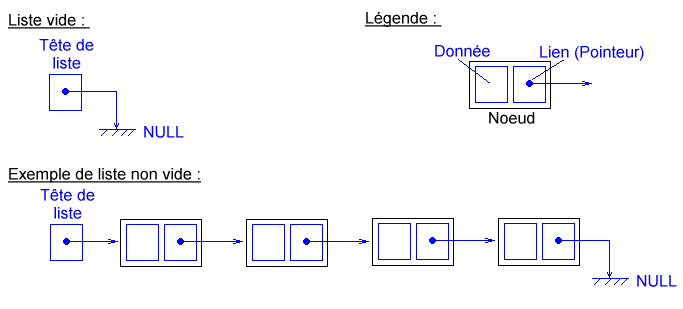 Liste vide :
Tête de
liste
NULL
Légende :
Donnée
Lien (Pointeur)
Noeud
Exemple de liste non vide :
Tête de
liste
NULL